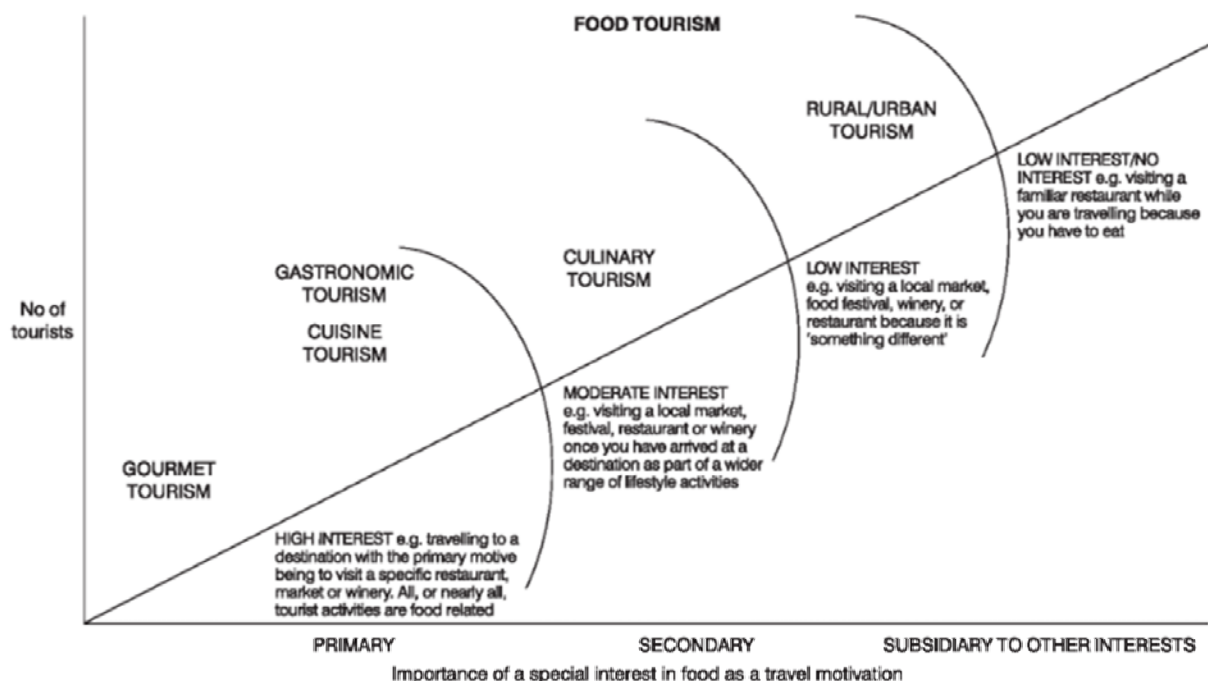 FOOD TOURISM
RURAL/URBAN
TOURISM
LOW INTEREST/NO
INTEREST e.g. visiting a
familiar restaurant while
you are travelling because
you have to eat
CULINARY
TOURISM
LOW INTEREST
e.g. visiting a local market,
food festival, winery, or
restaurant because it is
'something different'
GASTRONOMIC
TOURISM
CUISINE
TOURISM
No of
tourists
MODERATE INTEREST
e.g. visiting a local market,
festival, restaurant or winery
once you have arrived at a
destination as part of a wider
range of lifestyle activities
GOURMET
TOURISM
HIGH INTEREST e.g. travelling to a
destination with the primary motive
being to visit a specific restaurant,
market or winery. All, or nearly all,
tourist activities are food related
PRIMARY
SECONDARY
SUBSIDIARY TO OTHER INTERESTS
Importance of a special interest in food as a travel motivation